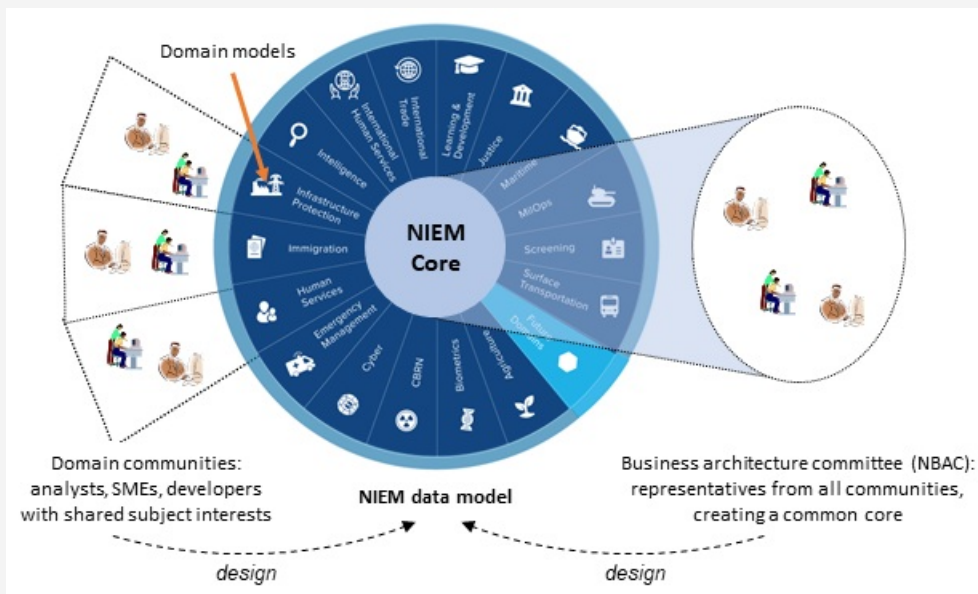 Domain models
International
Human Services
International
Trade
Learning &
Development
Justice
Maritime
MilOps
Screening
Surface
Transportation
Future
Domains
Agriculture
Biometrics
CBRN
Cyber
Emergency
Management
Human
Services
Immigration
Infrastructure
Protection
Intelligence
NIEM
Core
Domain communities:
analysts, SMEs, developers
with shared subject interests
NIEM data model
Business architecture committee (NBAC):
representatives from all communities,
creating a common core
design
design